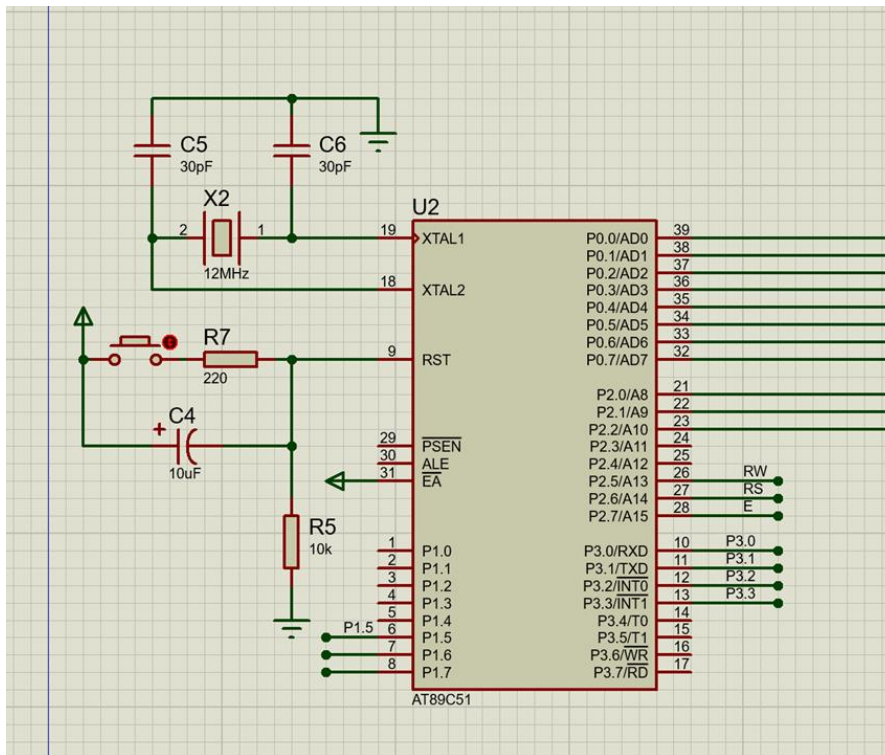 C5
30pF
C6
30pF
X2
2
1
12MHz
R7
220
C4
+
10uF
R5
10k
U2
19 XTAL1
18 XTAL2
9 RST
29 PSEN
30 ALE
31 EA
1 P1.0
2 P1.1
3 P1.2
4 P1.3
5 P1.4
P1.5 6 P1.5
7 P1.6
8 P1.7
P0.0/AD0 39
P0.1/AD1 38
P0.2/AD2 37
P0.3/AD3 36
P0.4/AD4 35
P0.5/AD5 34
P0.6/AD6 33
P0.7/AD7 32
P2.0/A8 21
P2.1/A9 22
P2.2/A10 23
P2.3/A11 24
P2.4/A12 25
P2.5/A13 26 RW
P2.6/A14 27 RS
P2.7/A15 28 E
P3.0/RXD 10 P3.0
P3.1/TXD 11 P3.1
P3.2/INT0 12 P3.2
P3.3/INT1 13 P3.3
P3.4/T0 14
P3.5/T1 15
P3.6/WR 16
P3.7/RD 17
AT89C51